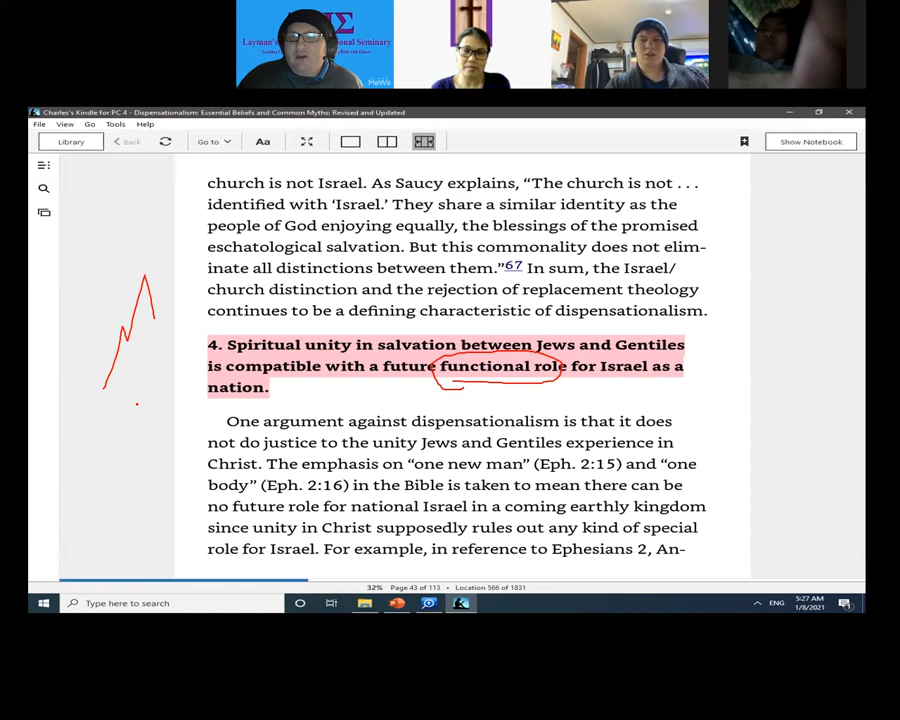 ΜΣ
Layman's
onal Seminary
MeWe
Charles's Kindle for PC 4 - Dispensationalism: Essential Beliefs and Common Myths: Revised and Updated
File View Go Tools Help
Library Back Go to Aa Show Notebook
church is not Israel. As Saucy explains, “The church is not . . .
identified with ‘Israel.’ They share a similar identity as the
people of God enjoying equally, the blessings of the promised
eschatological salvation. But this commonality does not elim-
inate all distinctions between them.”67 In sum, the Israel/
church distinction and the rejection of replacement theology
continues to be a defining characteristic of dispensationalism.
4. Spiritual unity in salvation between Jews and Gentiles
is compatible with a future functional role for Israel as a
nation.
One argument against dispensationalism is that it does
not do justice to the unity Jews and Gentiles experience in
Christ. The emphasis on “one new man” (Eph. 2:15) and “one
body” (Eph. 2:16) in the Bible is taken to mean there can be
no future role for national Israel in a coming earthly kingdom
since unity in Christ supposedly rules out any kind of special
role for Israel. For example, in reference to Ephesians 2, An-
32% Page 43 of 113 Location 566 of 1831
Type here to search
ENG
5:27 AM
1/8/2021